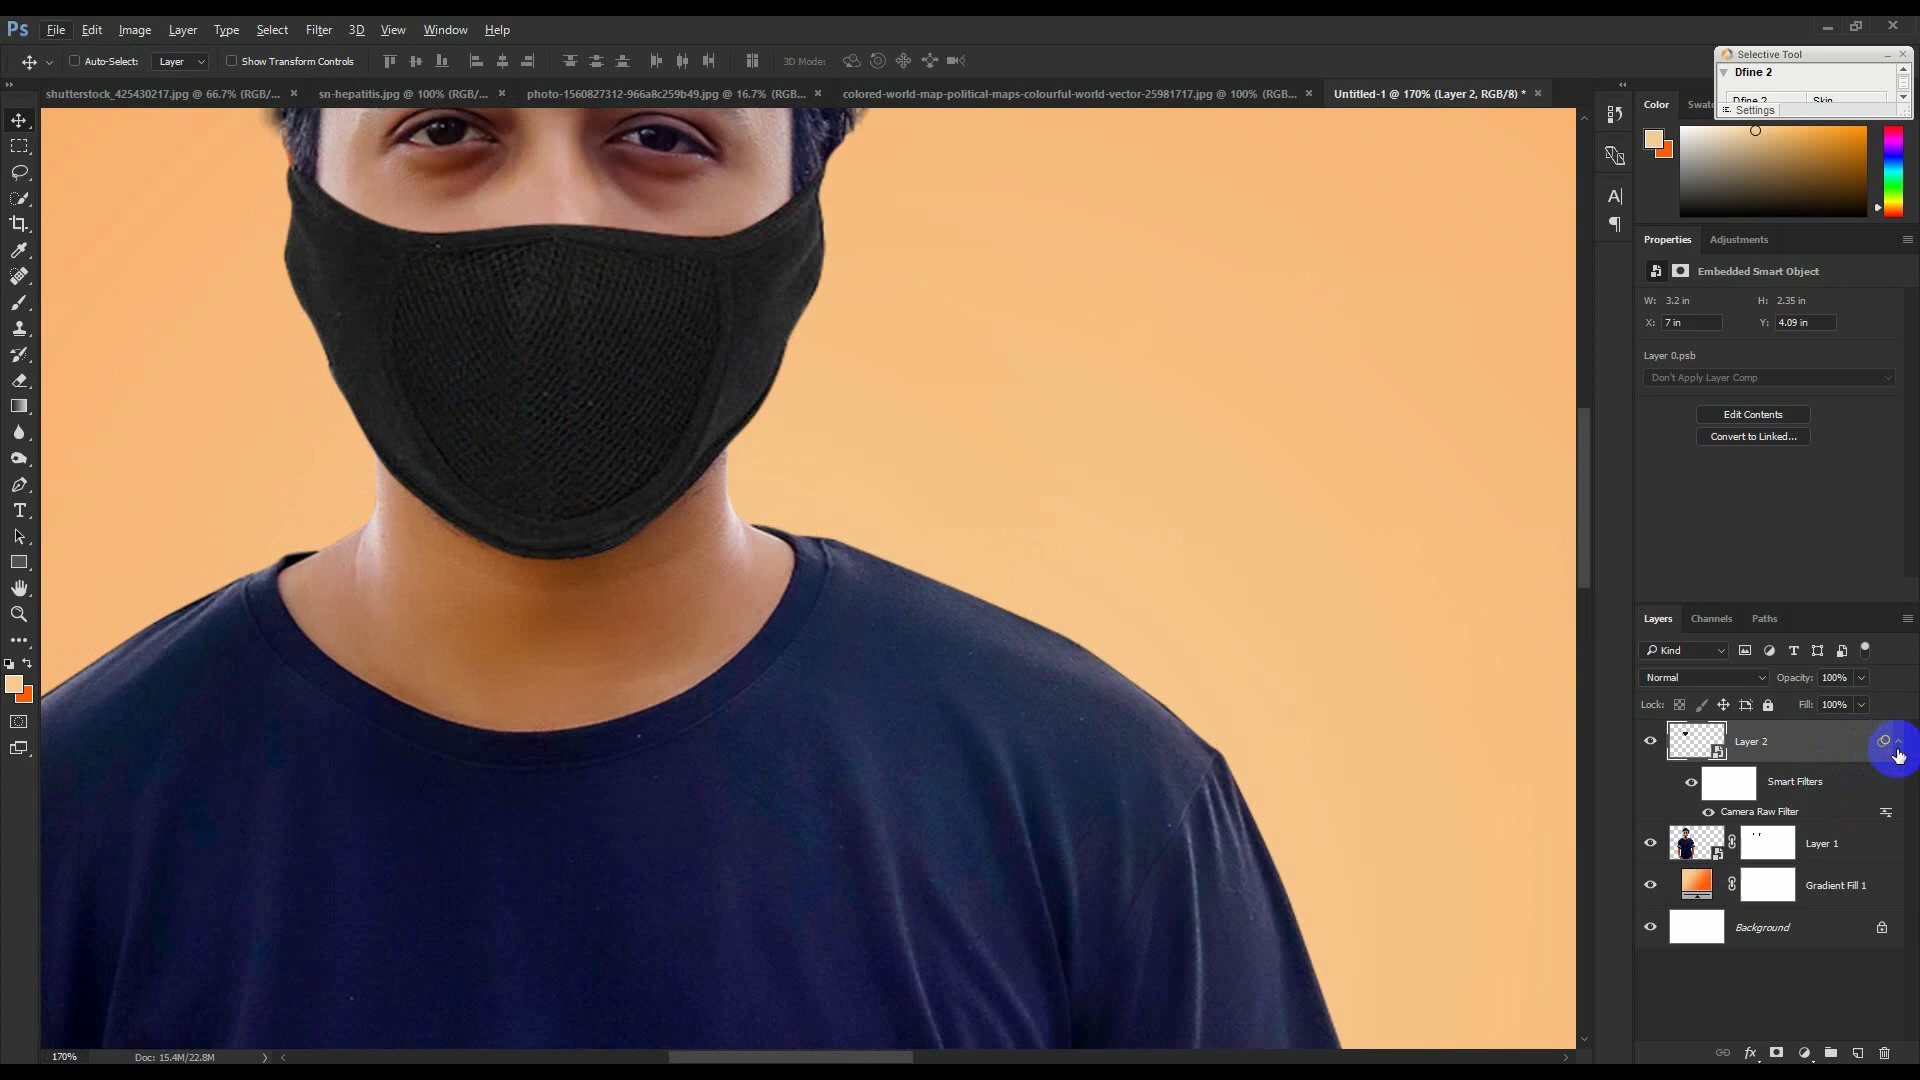 Ps File Edit Image Layer Type Select Filter 3D View Window Help
Auto-Select: Layer Show Transform Controls 3D Mode:
Selective Tool
Dfine 2
Dfine 2 Skin
Settings
shutterstock_425430217.jpg @ 66.7% (RGB/... × sn-hepatitis.jpg @ 100% (RGB/... × photo-1560827312-966a8c259b49.jpg @ 16.7% (RGB... × colored-world-map-political-maps-colourful-world-vector-25981717.jpg @ 100% (RGB... × Untitled-1 @ 170% (Layer 2, RGB/8) * ×
Color Swatc
Properties Adjustments
Embedded Smart Object
W: 3.2 in H: 2.35 in
X: 7 in Y: 4.09 in
Layer 0.psb
Don't Apply Layer Comp
Edit Contents
Convert to Linked...
Layers Channels Paths
Kind
Normal Opacity: 100%
Lock: Fill: 100%
Layer 2
Smart Filters
Camera Raw Filter
Layer 1
Gradient Fill 1
Background
170% Doc: 15.4M/22.8M